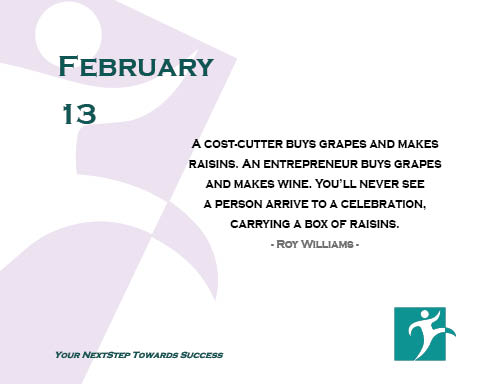 February
13
A cost-cutter buys grapes and makes
raisins. An entrepreneur buys grapes
and makes wine. You'll never see
a person arrive to a celebration,
carrying a box of raisins.
- Roy Williams -
Your NextStep Towards Success